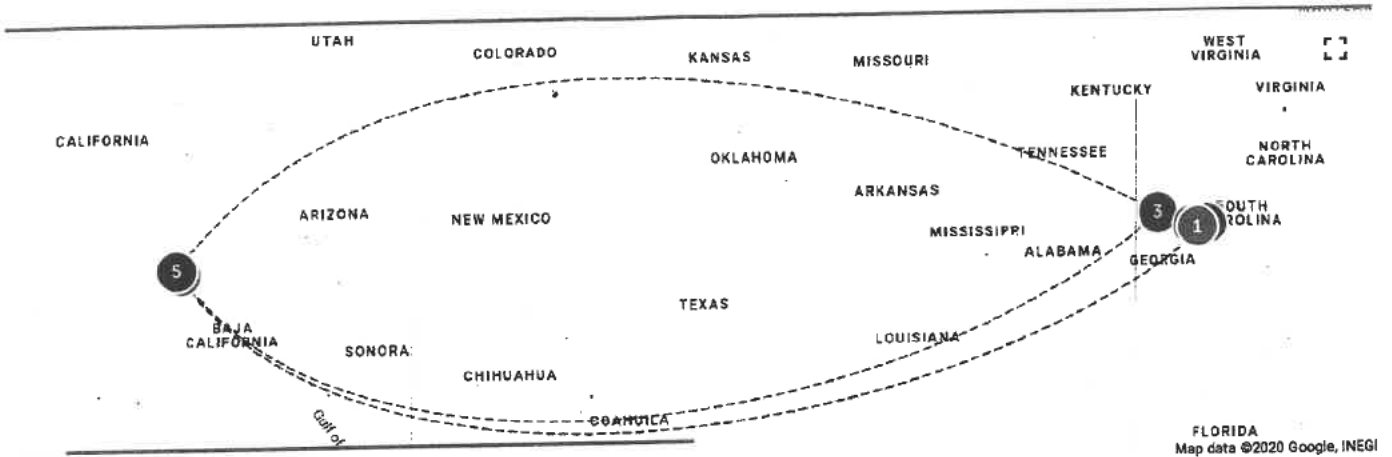 UTAH
COLORADO
KANSAS
MISSOURI
WEST
VIRGINIA
KENTUCKY
VIRGINIA
CALIFORNIA
OKLAHOMA
TENNESSEE
NORTH
CAROLINA
ARIZONA
NEW MEXICO
ARKANSAS
3
1
OUTH
ROLINA
MISSISSIPPI
ALABAMA
GEORGIA
5
TEXAS
BAJA
CALIFORNIA
SONORA
LOUISIANA
CHIHUAHUA
COAHUILA
Gulf of
FLORIDA
Map data ©2020 Google, INEGI